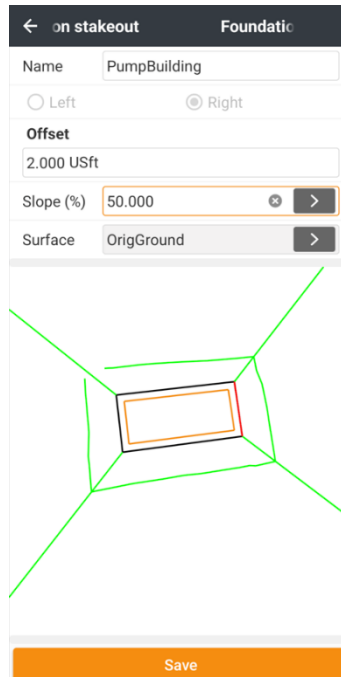 on stakeout Foundatio
Name PumpBuilding
Left Right
Offset
2.000 USft
Slope (%) 50.000
Surface OrigGround
Save